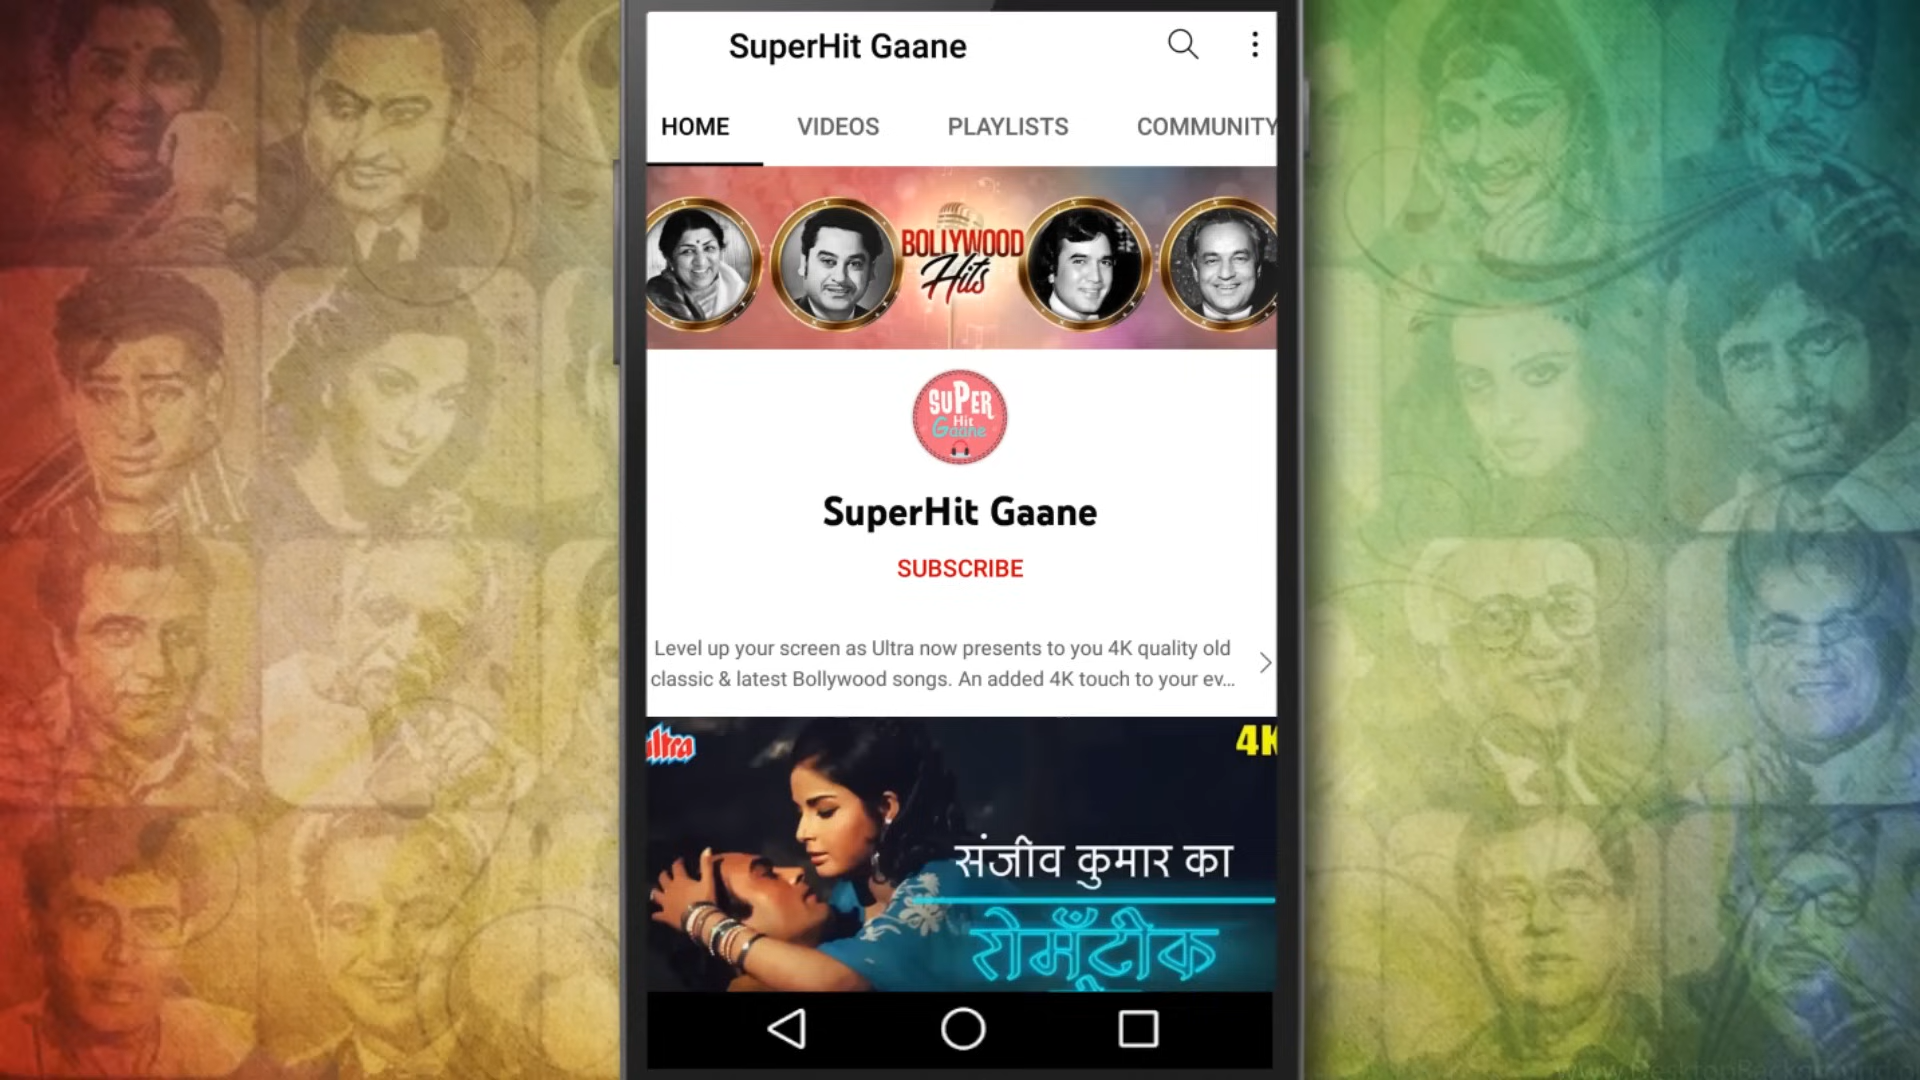 SuperHit Gaane
HOME VIDEOS PLAYLISTS COMMUNITY
BOLLYWOOD
Hits
SUPER
Hit
Gaane
SuperHit Gaane
SUBSCRIBE
Level up your screen as Ultra now presents to you 4K quality old
classic & latest Bollywood songs. An added 4K touch to your ev...
ultra 4K
संजीव कुमार का
रोमँटीक